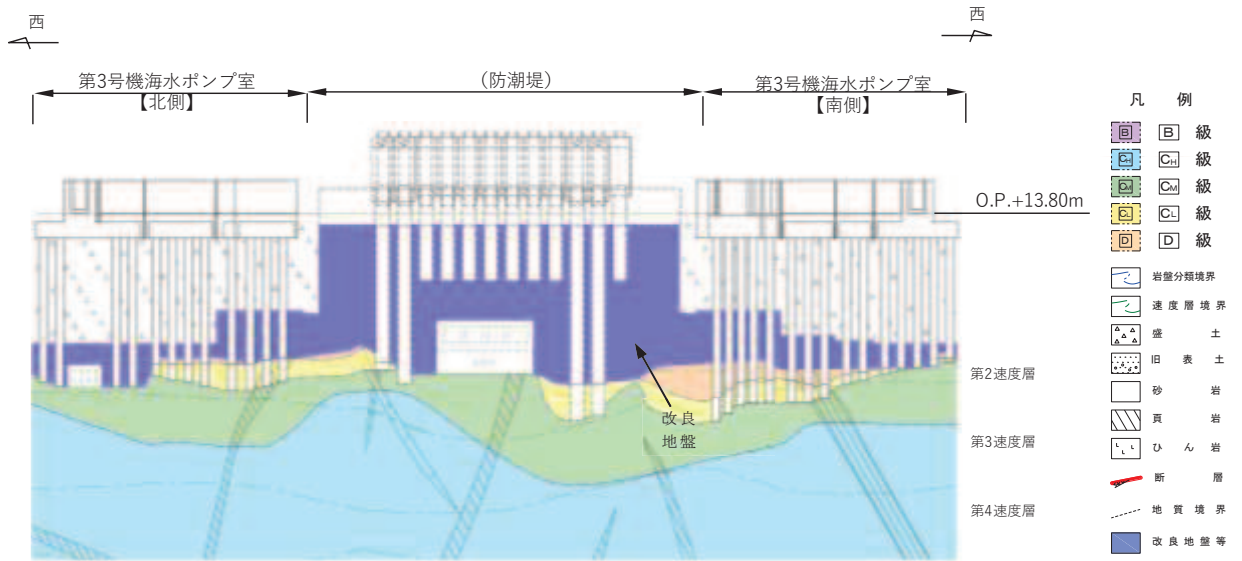 西
西
第3号機海水ポンプ室
【北側】
(防潮堤)
第3号機海水ポンプ室
【南側】
O.P.+13.80m
第2速度層
改良
地盤
第3速度層
第4速度層
凡 例
B B 級
CH CH 級
CM CM 級
CL CL 級
D D 級
岩盤分類境界
速度層境界
盛 土
旧表土
砂 岩
頁 岩
ひん岩
断 層
地質境界
改良地盤等